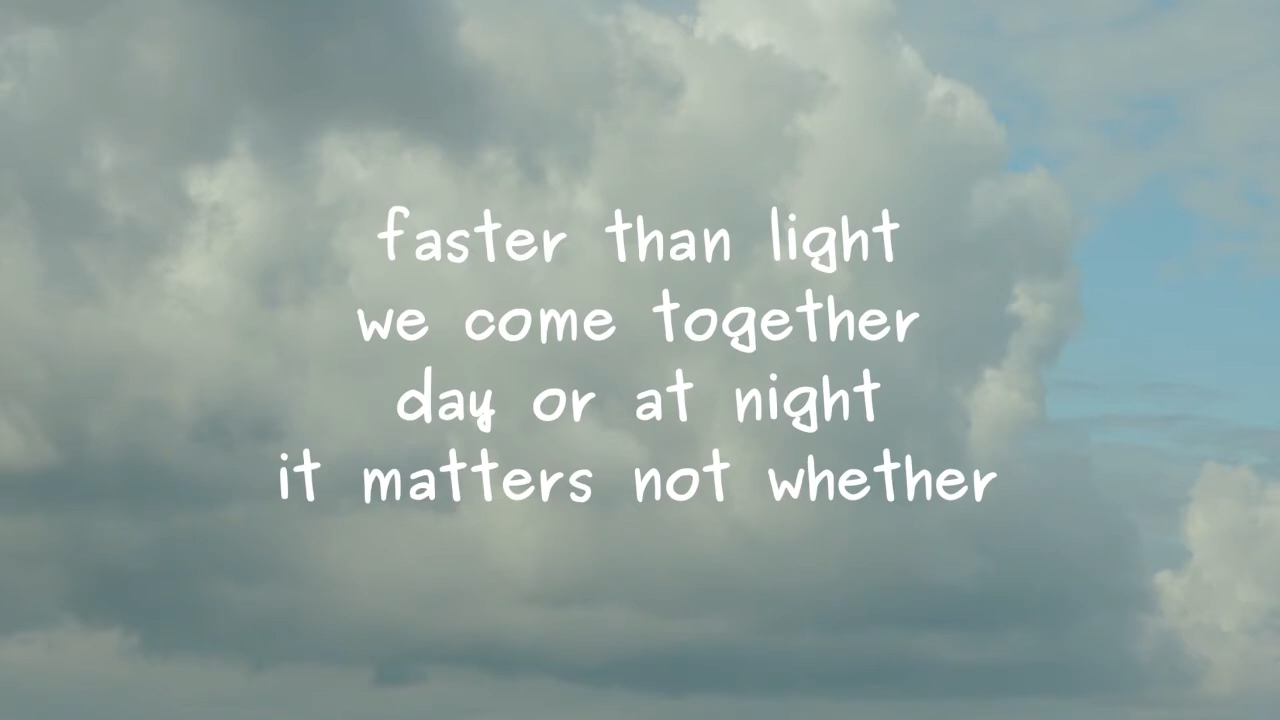 faster than light
we come together
day or at night
it matters not whether